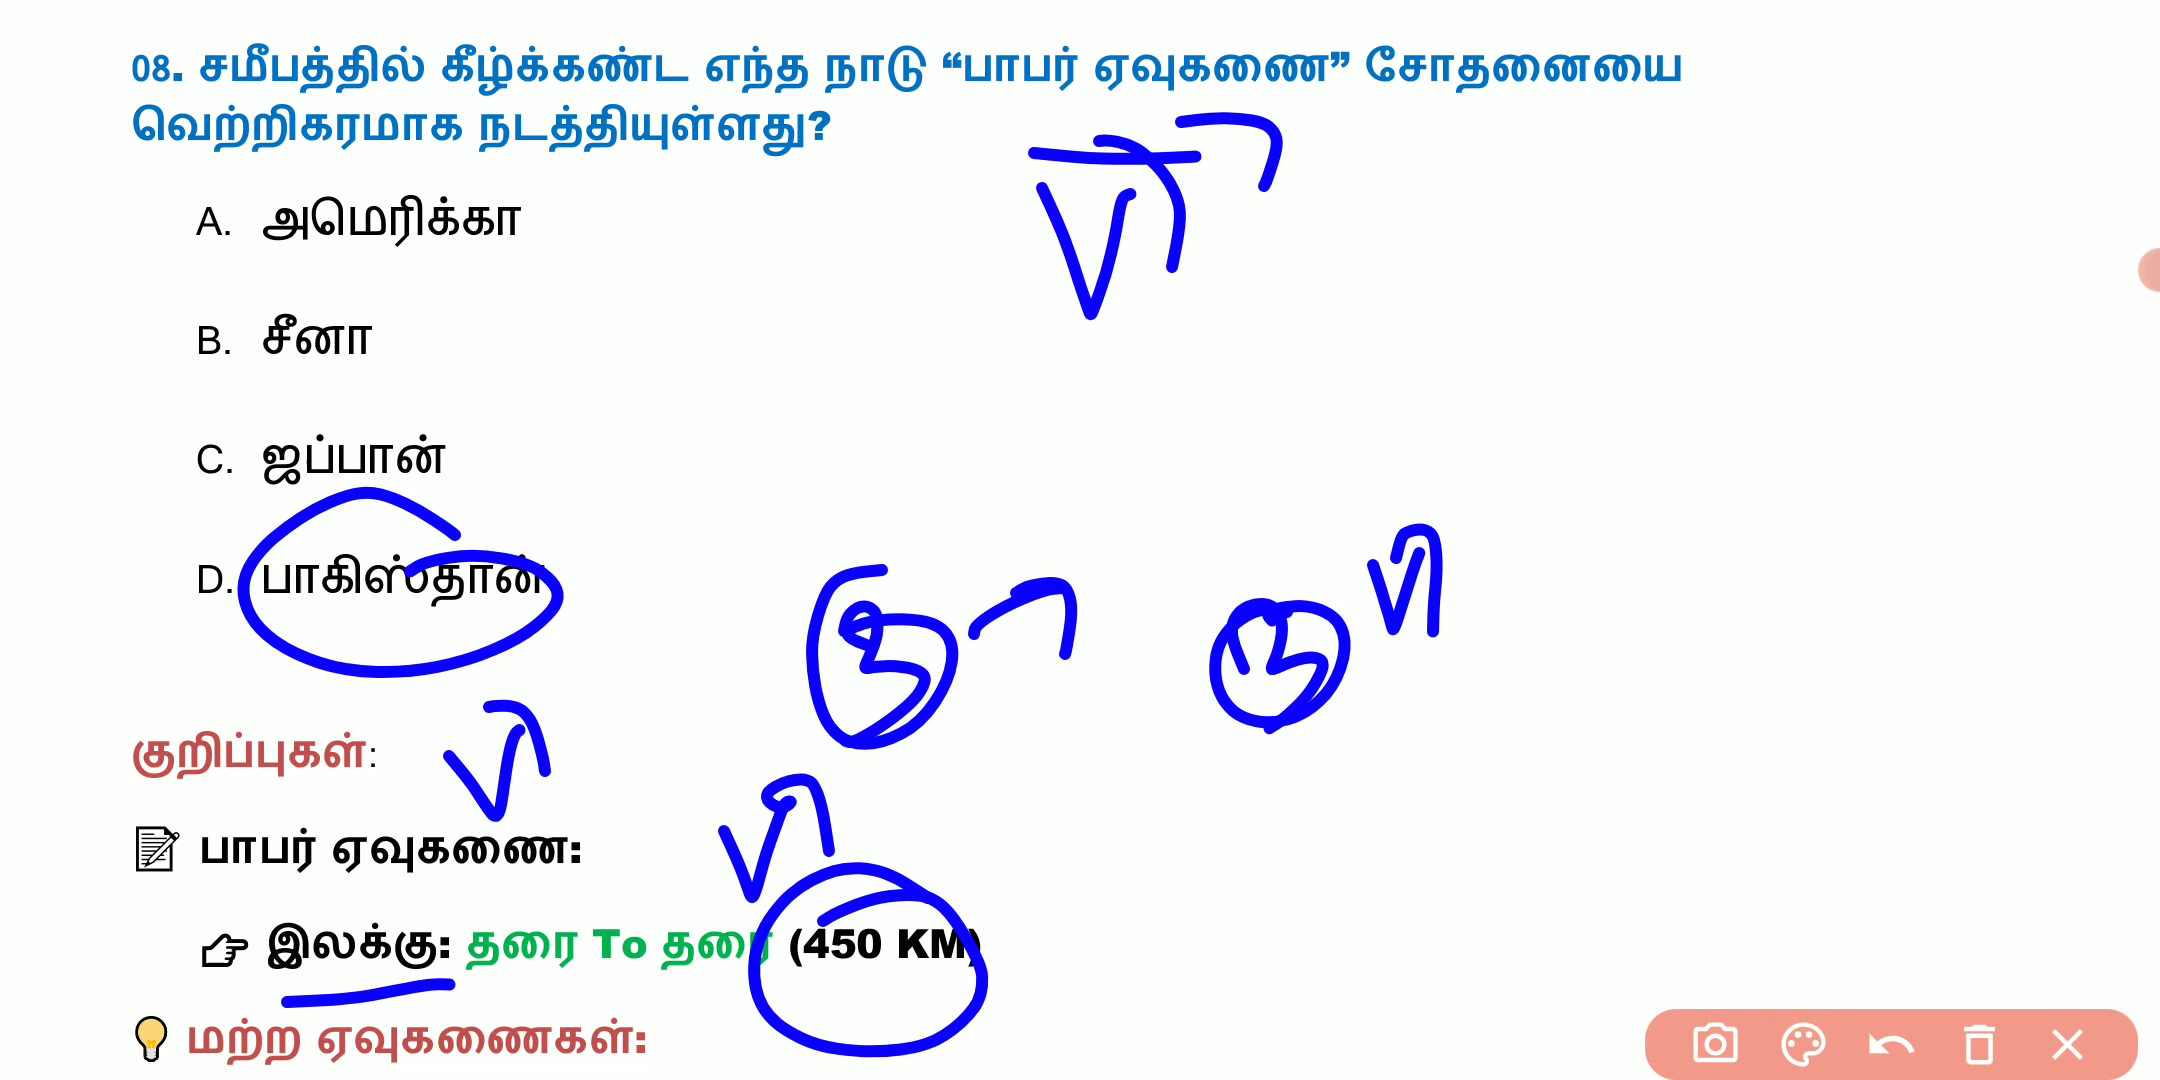 08. சமீபத்தில் கீழ்க்கண்ட எந்த நாடு “பாபர் ஏவுகணை” சோதனையை
வெற்றிகரமாக நடத்தியுள்ளது?
A. அமெரிக்கா
B. சீனா
C. ஜப்பான்
D. பாகிஸ்தான்
குறிப்புகள்:
பாபர் ஏவுகணை:
இலக்கு: தரை To தரை (450 KM)
மற்ற ஏவுகணைகள்: